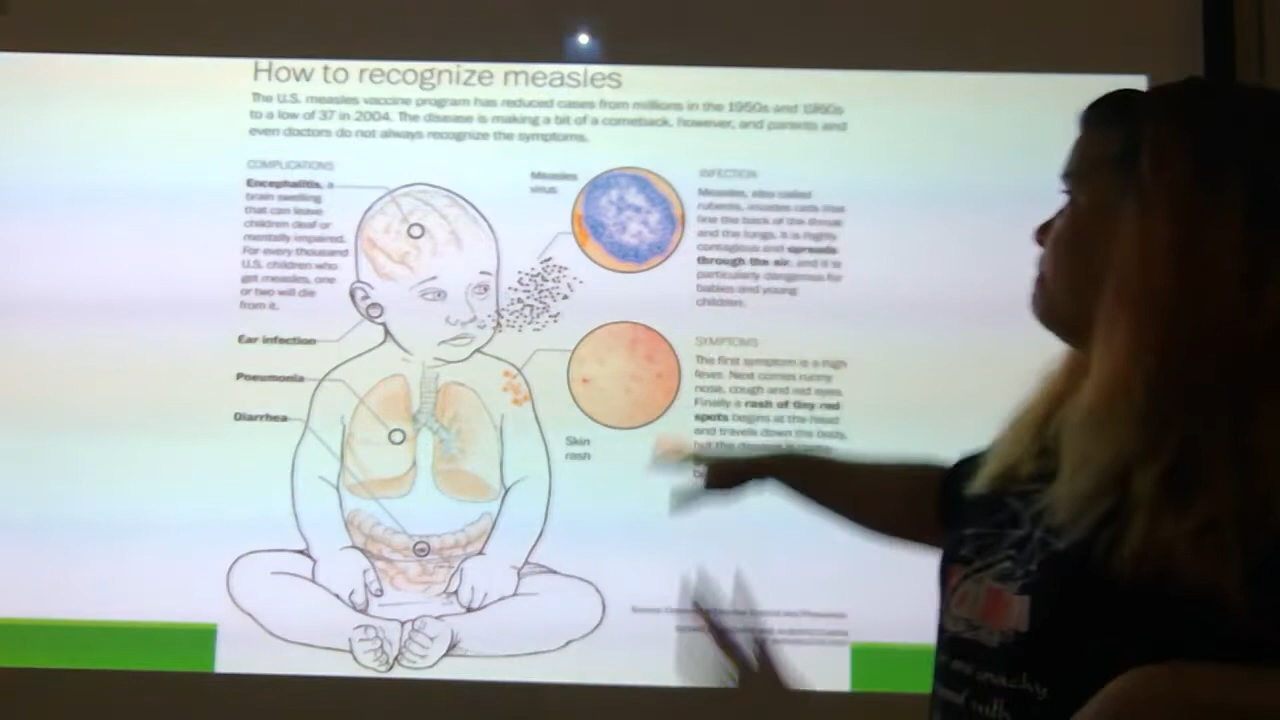 How to recognize measles
The U.S. measles vaccine program has reduced cases from millions in the 1950s and 1960s
to a low of 37 in 2004. The disease is making a bit of a comeback, however, and parents and
even doctors do not always recognize the symptoms.
COMPLICATIONS
Encephalitis, a
brain swelling
that can leave
children deaf or
mentally impaired.
For every thousand
U.S. children who
get measles, one
or two will die
from it.
Ear infection
Pneumonia
Diarrhea
Measles
virus
Skin
rash
INFECTION
Measles, also called
rubeola, invades cells that
line the back of the throat
and the lungs. It is highly
contagious and spreads
through the air, and it is
particularly dangerous for
babies and young
children.
SYMPTOMS
The first symptom is a high
fever. Next comes runny
nose, cough and red eyes.
Finally a rash of tiny red
spots begins at the head
and travels down the body,
but the disease is